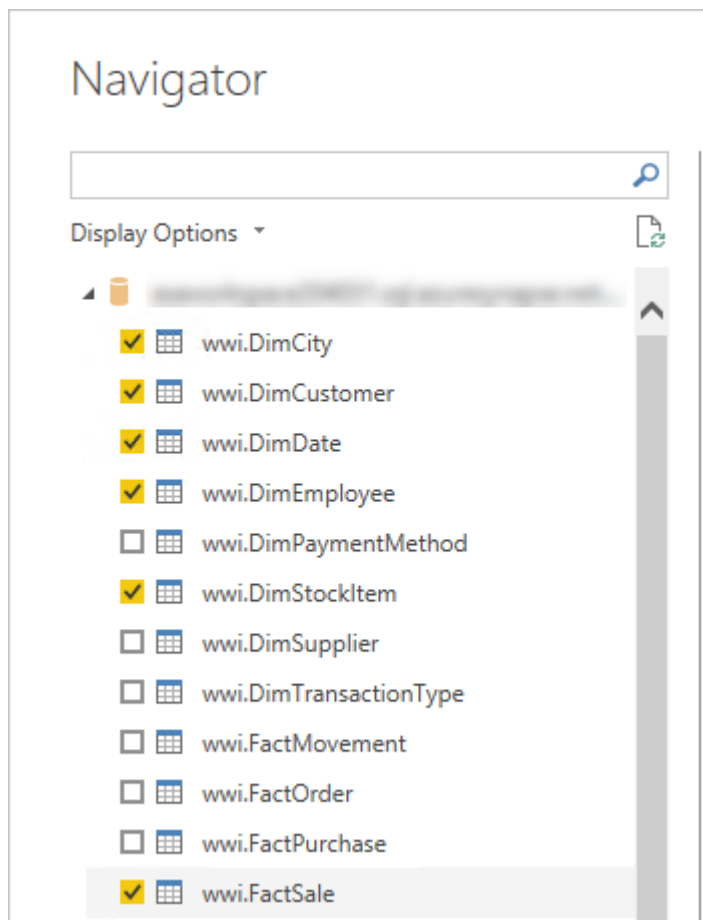 Navigator
Display Options
wwi.DimCity
wwi.DimCustomer
wwi.DimDate
wwi.DimEmployee
wwi.DimPaymentMethod
wwi.DimStockItem
wwi.DimSupplier
wwi.DimTransactionType
wwi.FactMovement
wwi.FactOrder
wwi.FactPurchase
wwi.FactSale